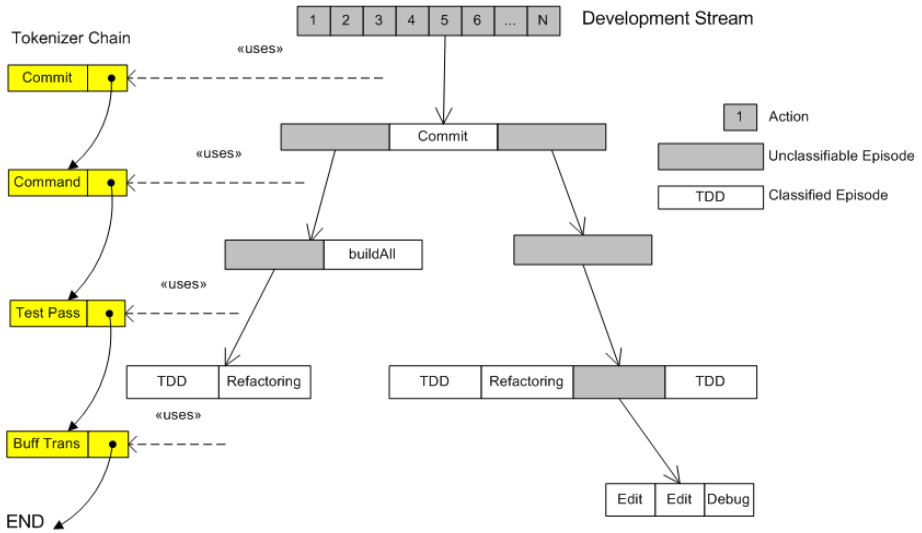 1 2 3 4 5 6 ... N
Development Stream
Tokenizer Chain
«uses»
Commit
1
Action
Commit
«uses»
Unclassifiable Episode
Command
TDD
Classified Episode
buildAll
«uses»
Test Pass
TDD Refactoring
TDD Refactoring TDD
«uses»
Buff Trans
Edit Edit Debug
END